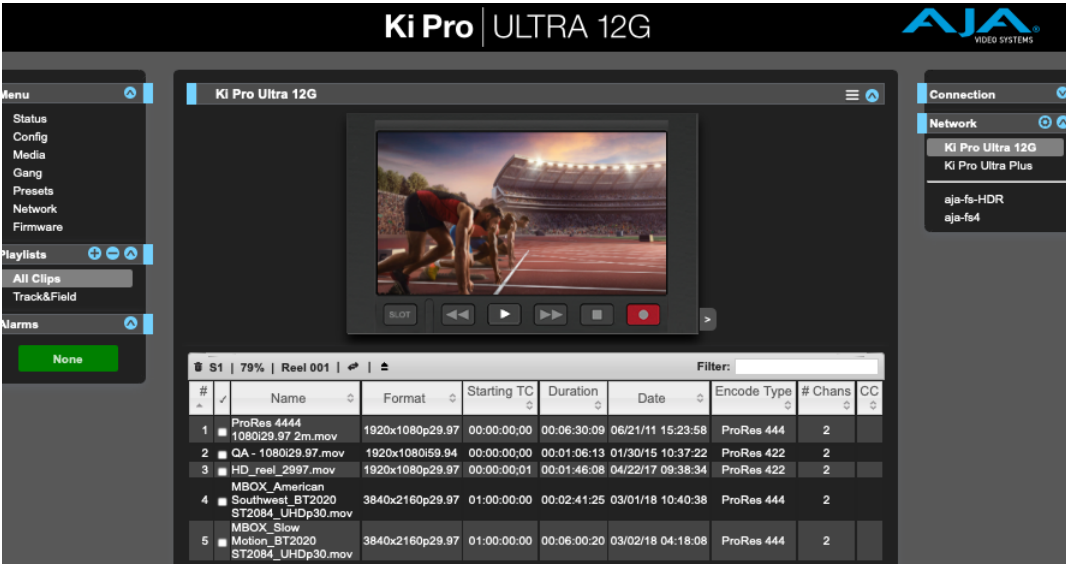 Ki Pro ULTRA 12G
AJA
VIDEO SYSTEMS
Menu
Status
Config
Media
Gang
Presets
Network
Firmware
Playlists
All Clips
Track&Field
Alarms
None
Ki Pro Ultra 12G
SLOT
>
S1 | 79% | Reel 001 | |
Filter:
# ✓ Name Format Starting TC Duration Date Encode Type # Chans CC
1 ProRes 4444 1080i29.97 2m.mov 1920x1080p29.97 00:00:00;00 00:06:30:09 06/21/11 15:23:58 ProRes 444 2
2 QA - 1080i29.97.mov 1920x1080i59.94 00:00:00;00 00:01:06:13 01/30/15 10:37:22 ProRes 422 2
3 HD_reel_2997.mov 1920x1080p29.97 00:00:00;01 00:01:46:08 04/22/17 09:38:34 ProRes 422 2
4 MBOX_American Southwest_BT2020 ST2084_UHDp30.mov 3840x2160p29.97 01:00:00:00 00:02:41:25 03/01/18 10:40:38 ProRes 444 2
5 MBOX_Slow Motion_BT2020 ST2084_UHDp30.mov 3840x2160p29.97 01:00:00:00 00:06:00:20 03/02/18 04:18:08 ProRes 444 2
Connection
Network
Ki Pro Ultra 12G
Ki Pro Ultra Plus
aja-fs-HDR
aja-fs4